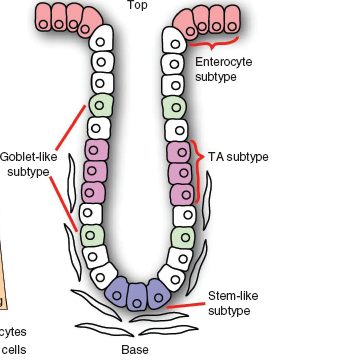 Top
Enterocyte
subtype
Goblet-like
subtype
TA subtype
Stem-like
subtype
cytes
cells
Base